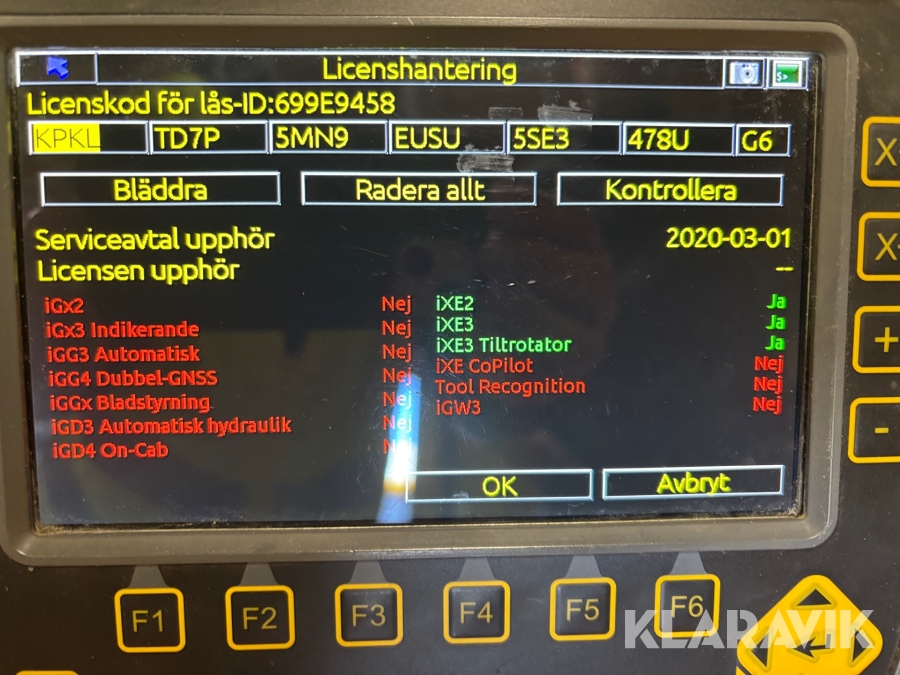 Licenshantering
$>
Licenskod för lås-ID:699E9458
KPKL TD7P 5MN9 EUSU 5SE3 478U G6
Bläddra Radera allt Kontrollera
Serviceavtal upphör 2020-03-01
Licensen upphör --
iGx2 Nej iXE2 Ja
iGx3 Indikerande Nej iXE3 Ja
iGG3 Automatisk Nej iXE3 Tiltrotator Ja
iGG4 Dubbel-GNSS Nej iXE CoPilot Nej
iGGx Bladstyrning Nej Tool Recognition Nej
iGD3 Automatisk hydraulik Nej iGW3 Nej
iGD4 On-Cab Nej
OK Avbryt
X
X
+
-
F1 F2 F3 F4 F5 F6
KLARAVIK